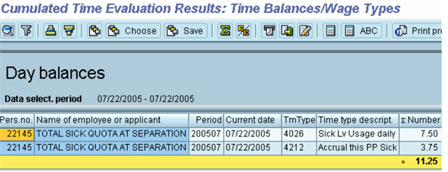 Cumulated Time Evaluation Results: Time Balances/Wage Types
Choose Save ABC Print pre
Day balances
Data select. period 07/22/2005 - 07/22/2005
Pers.no. Name of employee or applicant Period Current date TmType Time type descript. Σ Number
22145 TOTAL SICK QUOTA AT SEPARATION 200507 07/22/2005 4026 Sick Lv Usage daily 7.50
22145 TOTAL SICK QUOTA AT SEPARATION 200507 07/22/2005 4212 Accrual this PP Sick 3.75
11.25